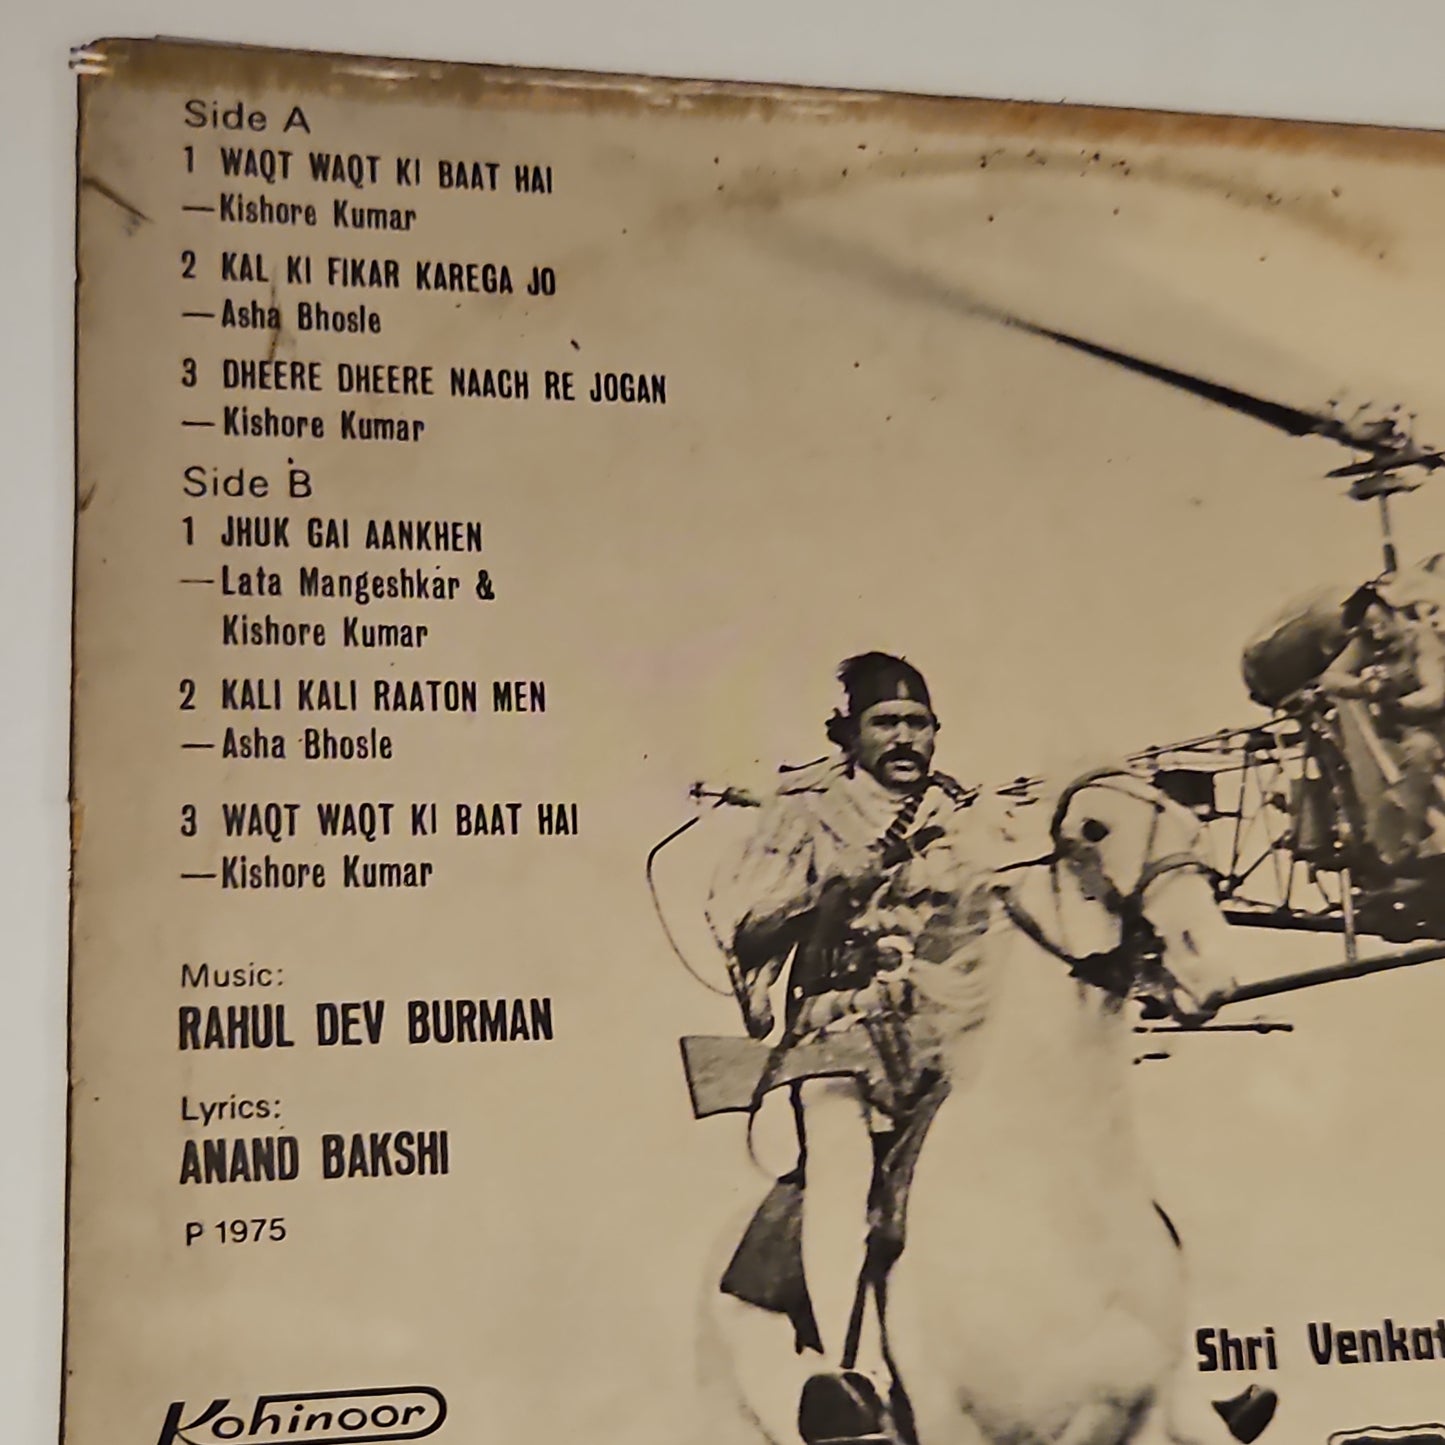 Side A
1 WAQT WAQT KI BAAT HAI
—Kishore Kumar
2 KAL KI FIKAR KAREGA JO
—Asha Bhosle
3 DHEERE DHEERE NAACH RE JOGAN
—Kishore Kumar
Side B
1 JHUK GAI AANKHEN
—Lata Mangeshkar &
Kishore Kumar
2 KALI KALI RAATON MEN
—Asha Bhosle
3 WAQT WAQT KI BAAT HAI
—Kishore Kumar
Music:
RAHUL DEV BURMAN
Lyrics:
ANAND BAKSHI
P 1975
Kohinoor
Shri